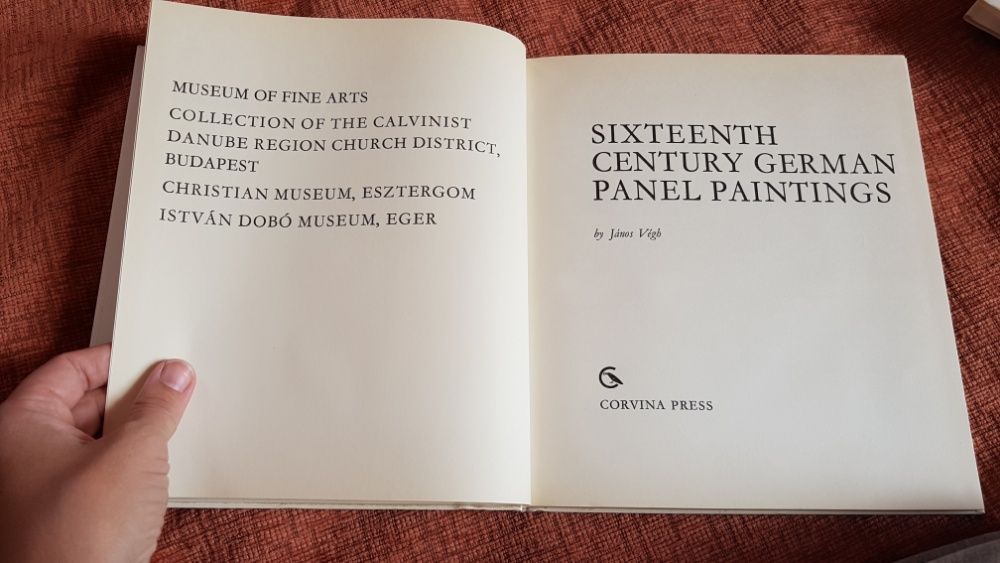 MUSEUM OF FINE ARTS
COLLECTION OF THE CALVINIST
DANUBE REGION CHURCH DISTRICT,
BUDAPEST
CHRISTIAN MUSEUM, ESZTERGOM
ISTVÁN DOBÓ MUSEUM, EGER
SIXTEENTH
CENTURY GERMAN
PANEL PAINTINGS
by János Végh
CORVINA PRESS